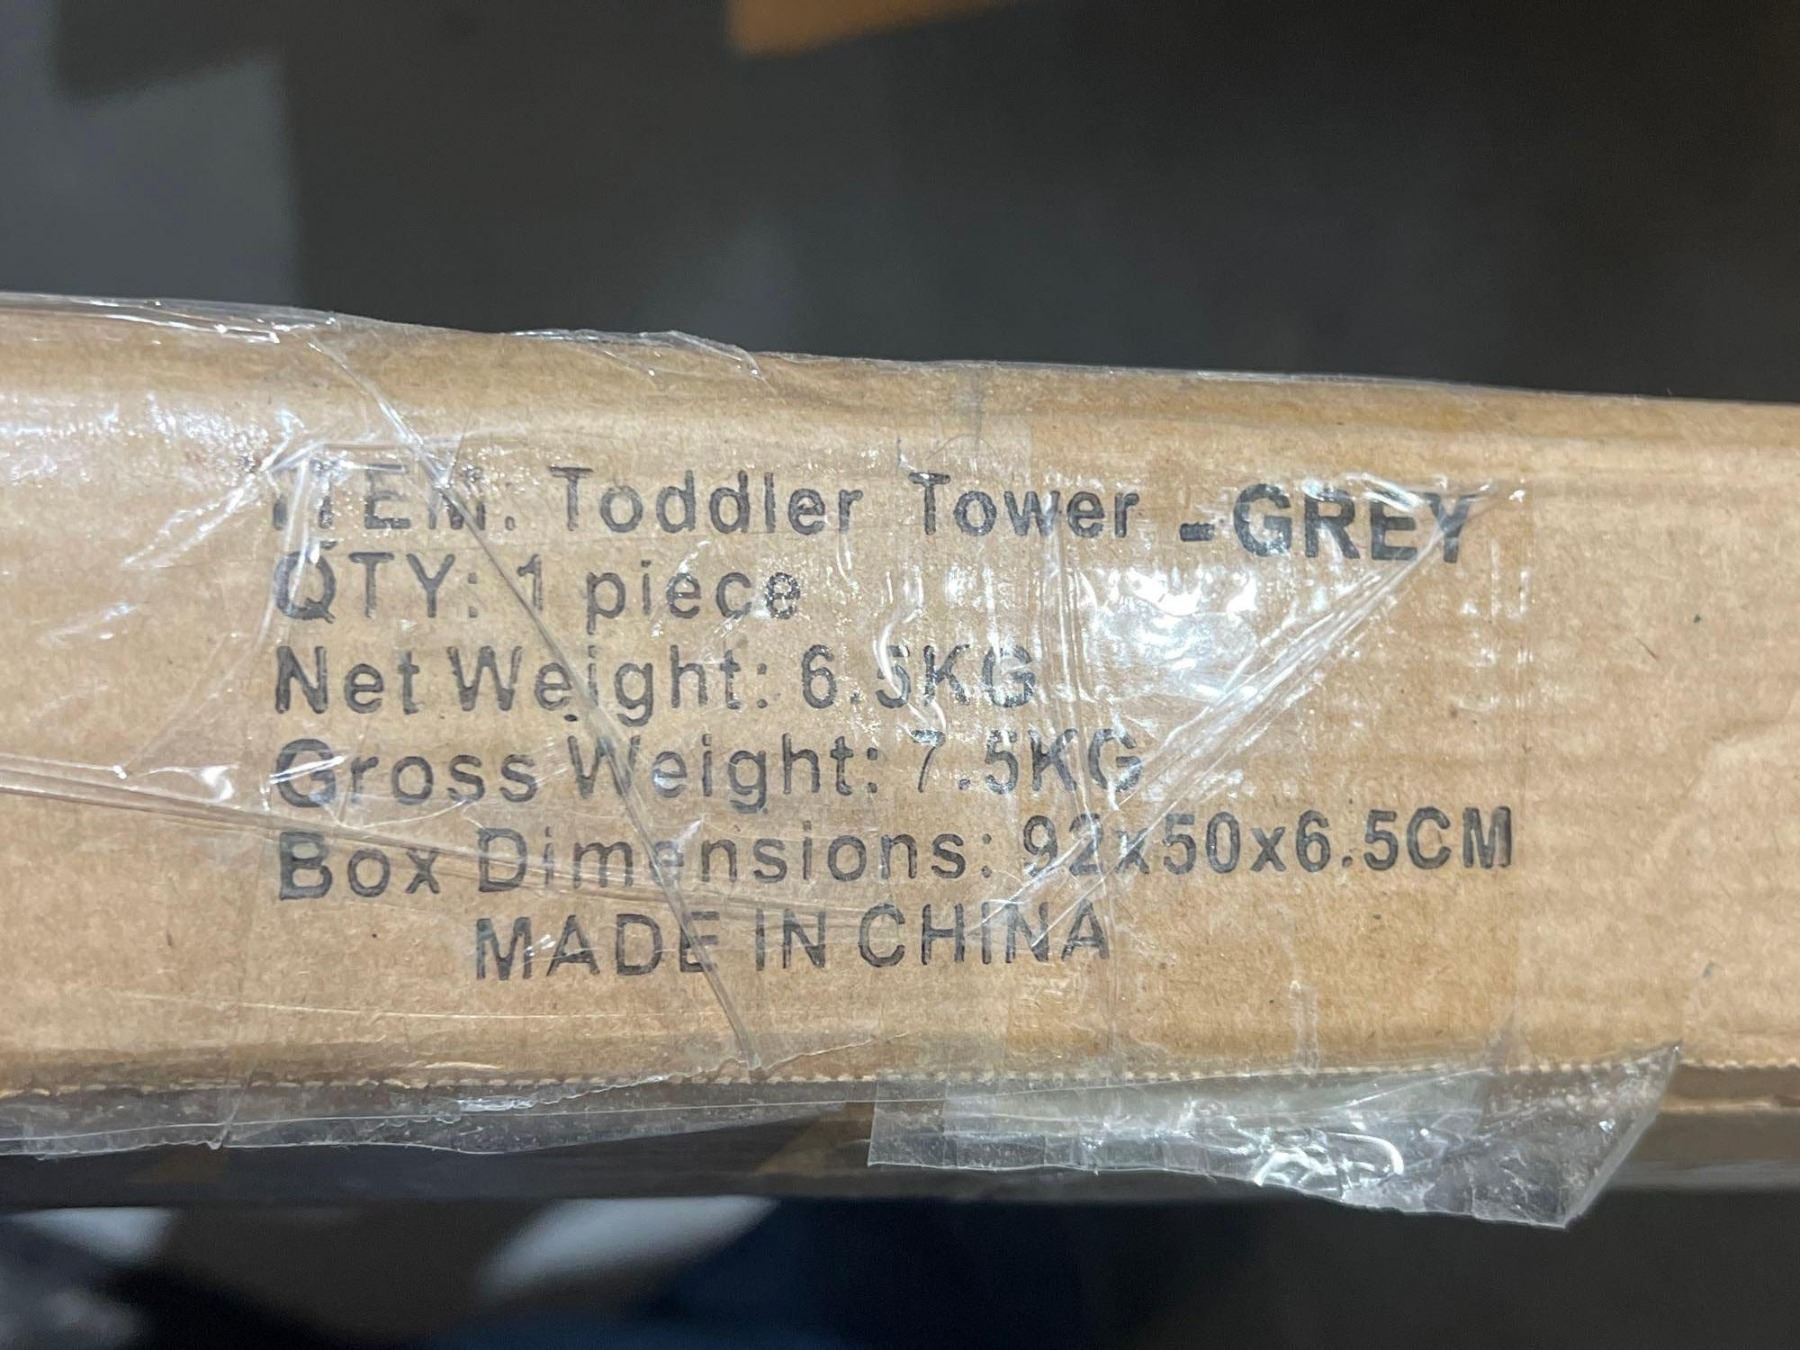 ITEM: Toddler Tower -GREY
QTY: 1 piece
Net Weight: 6.5KG
Gross Weight: 7.5KG
Box Dimensions: 92x50x6.5CM
MADE IN CHINA